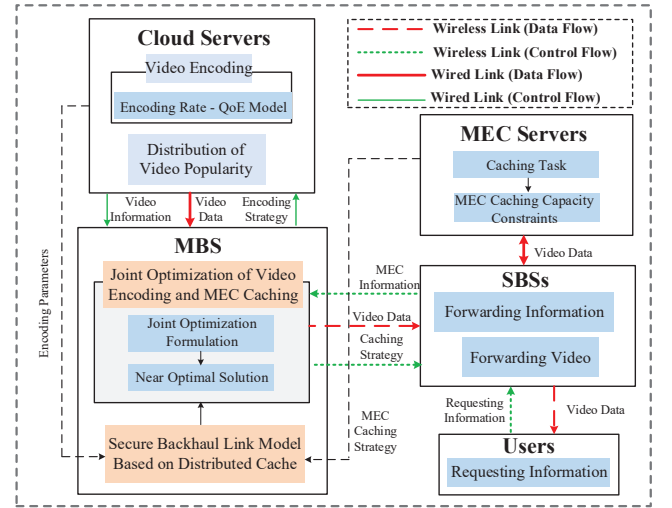 Cloud Servers
Video Encoding
Encoding Rate - QoE Model
Distribution of
Video Popularity
Wireless Link (Data Flow)
Wireless Link (Control Flow)
Wired Link (Data Flow)
Wired Link (Control Flow)
MEC Servers
Caching Task
MEC Caching Capacity
Constraints
Video
Information
Video
Data
Encoding
Strategy
Video Data
MBS
Joint Optimization of Video
Encoding and MEC Caching
Joint Optimization
Formulation
Near Optimal Solution
Secure Backhaul Link Model
Based on Distributed Cache
Encoding Parameters
MEC
Information
Video Data
Caching
Strategy
MEC
Caching
Strategy
SBSs
Forwarding Information
Forwarding Video
Requesting
Information
Video Data
Users
Requesting Information